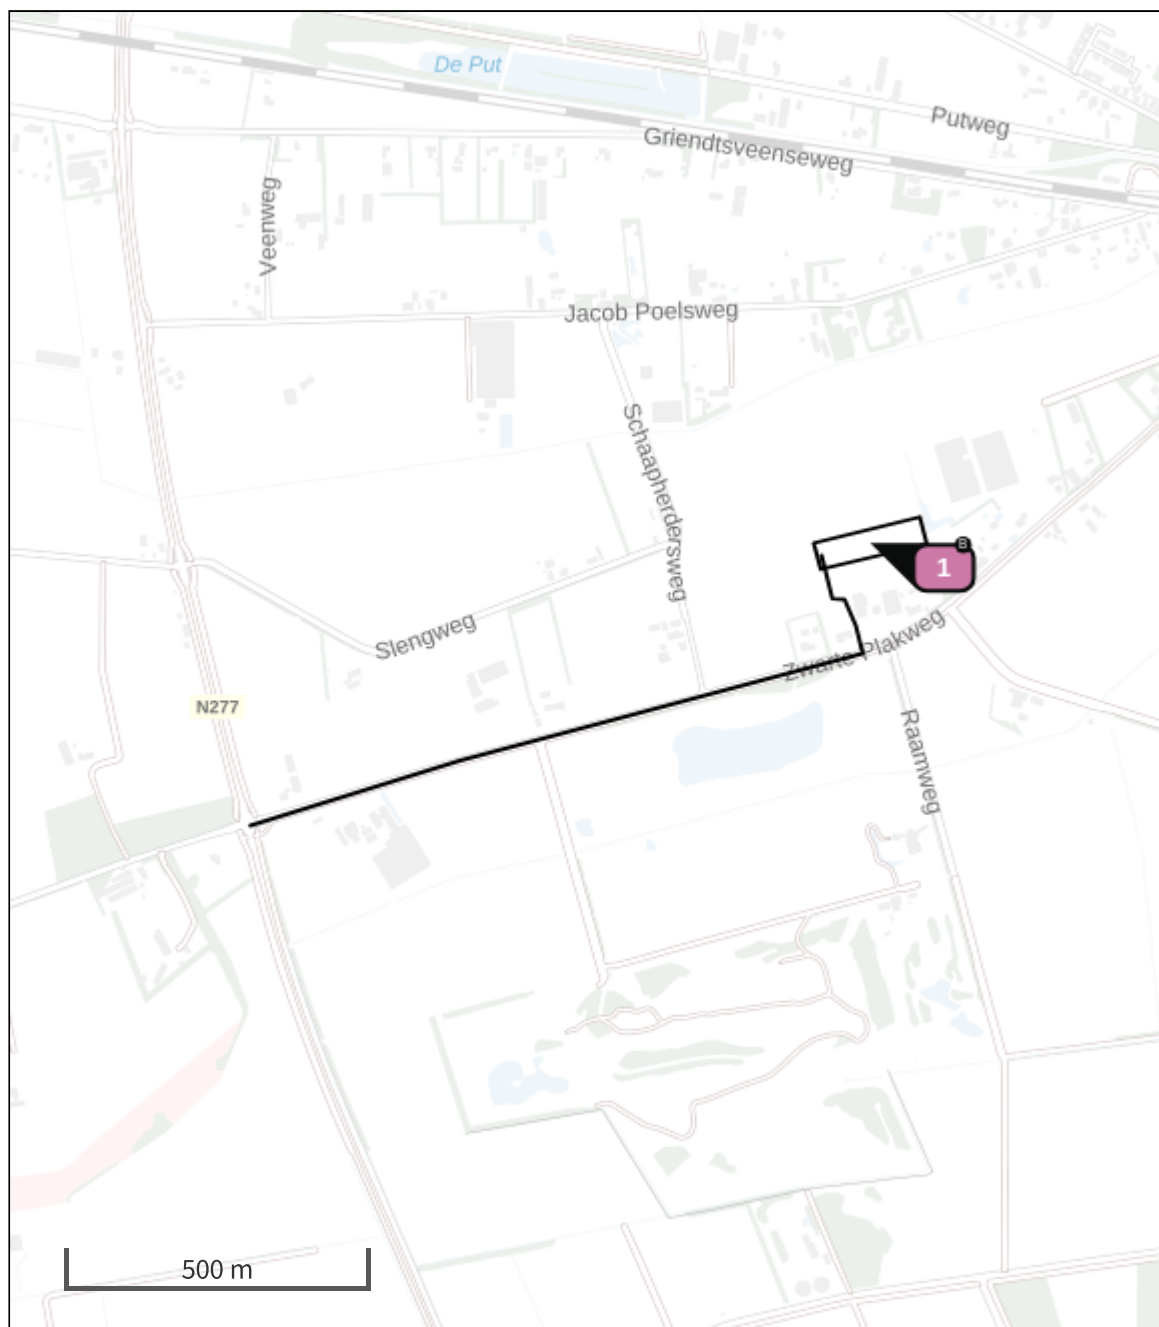 De Put
Putweg
Griendtsveenseweg
Veenweg
Jacob Poelsweg
Schaapherdersweg
B
1
Slengweg
Zwarte Plakweg
N277
Raamweg
500 m